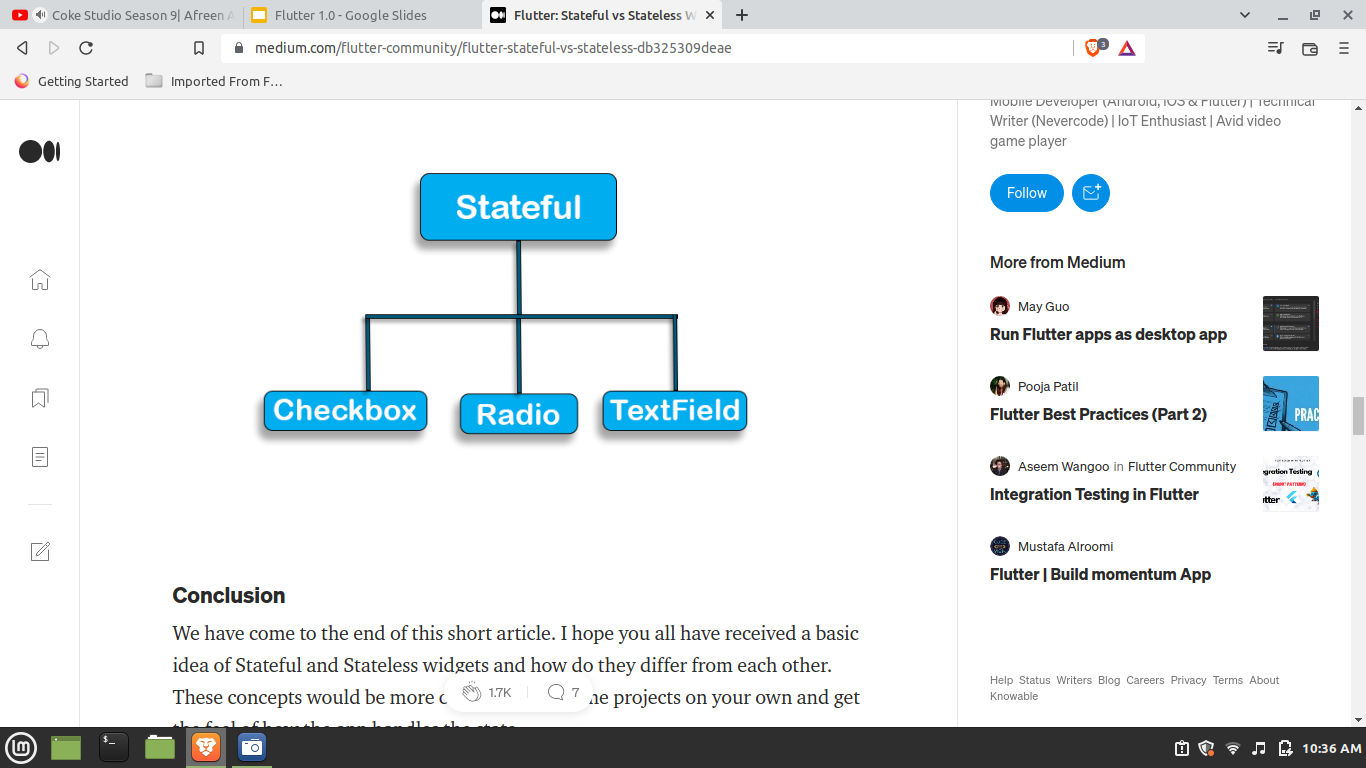 Coke Studio Season 9| Afreen A
Flutter 1.0 - Google Slides
Flutter: Stateful vs Stateless W
medium.com/flutter-community/flutter-stateful-vs-stateless-db325309deae
3
Getting Started
Imported From F…
Stateful
Checkbox
Radio
TextField
Conclusion
We have come to the end of this short article. I hope you all have received a basic
idea of Stateful and Stateless widgets and how do they differ from each other.
These concepts would be more
projects on your own and get
1.7K
7
Mobile Developer (Android, iOS & Flutter) | Technical
Writer (Nevercode) | IoT Enthusiast | Avid video
game player
Follow
More from Medium
May Guo
Run Flutter apps as desktop app
Pooja Patil
Flutter Best Practices (Part 2)
PRAC
Aseem Wangoo in Flutter Community
Integration Testing in Flutter
Mustafa Alroomi
Flutter | Build momentum App
Help Status Writers Blog Careers Privacy Terms About
Knowable
10:36 AM